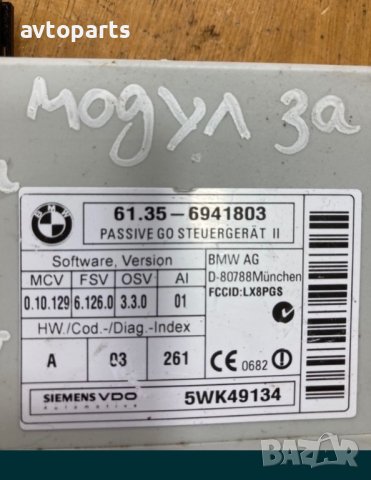 avtoparts
модул за
BMW
61.35 - 6941803
PASSIVE GO STEUERGERÄT II
Software, Version
MCV FSV OSV AI
0.10.129 6.126.0 3.3.0 01
BMW AG
D-80788München
FCCID:LX8PGS
HW./Cod-/Diag.-Index
A 03 261
CE 0682 !
SIEMENS VDO
Automotive
5WK49134
BAZAR